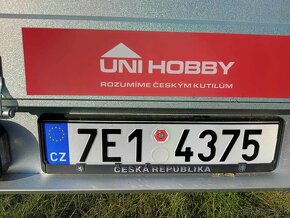 UNI HOBBY
ROZUMÍME ČESKÝM KUTILŮM
CZ 7E1 4375
ČESKÁ REPUBLIKA